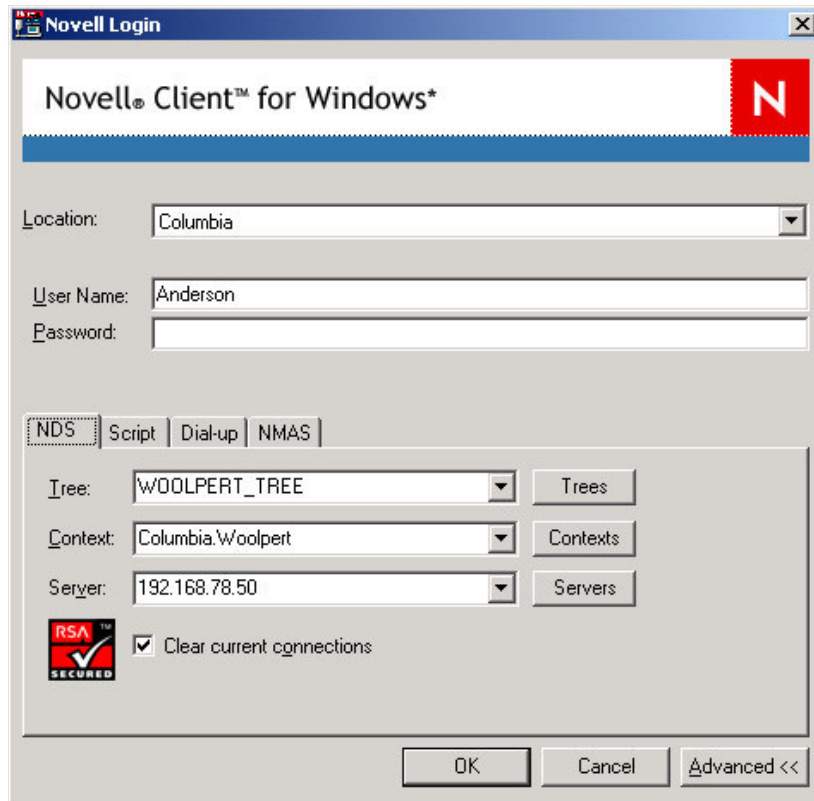 Novell Login
Novell® Client™ for Windows*
N
Location: Columbia
User Name: Anderson
Password:
NDS Script Dial-up NMAS
Tree: WOOLPERT_TREE Trees
Context: Columbia.Woolpert Contexts
Server: 192.168.78.50 Servers
RSA ™
SECURED
Clear current connections
OK Cancel Advanced <<